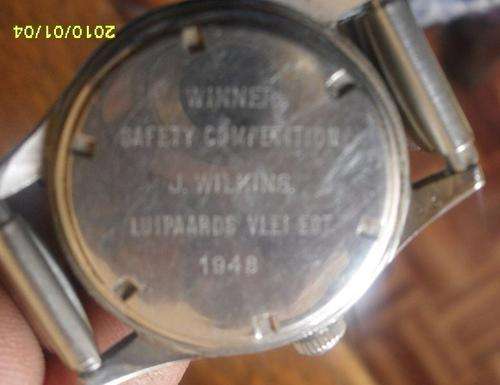 2010/01/04
WINNER
SAFETY COMPETITION
J. WILKINS.
LUIPAARDS VLEI EST
1948